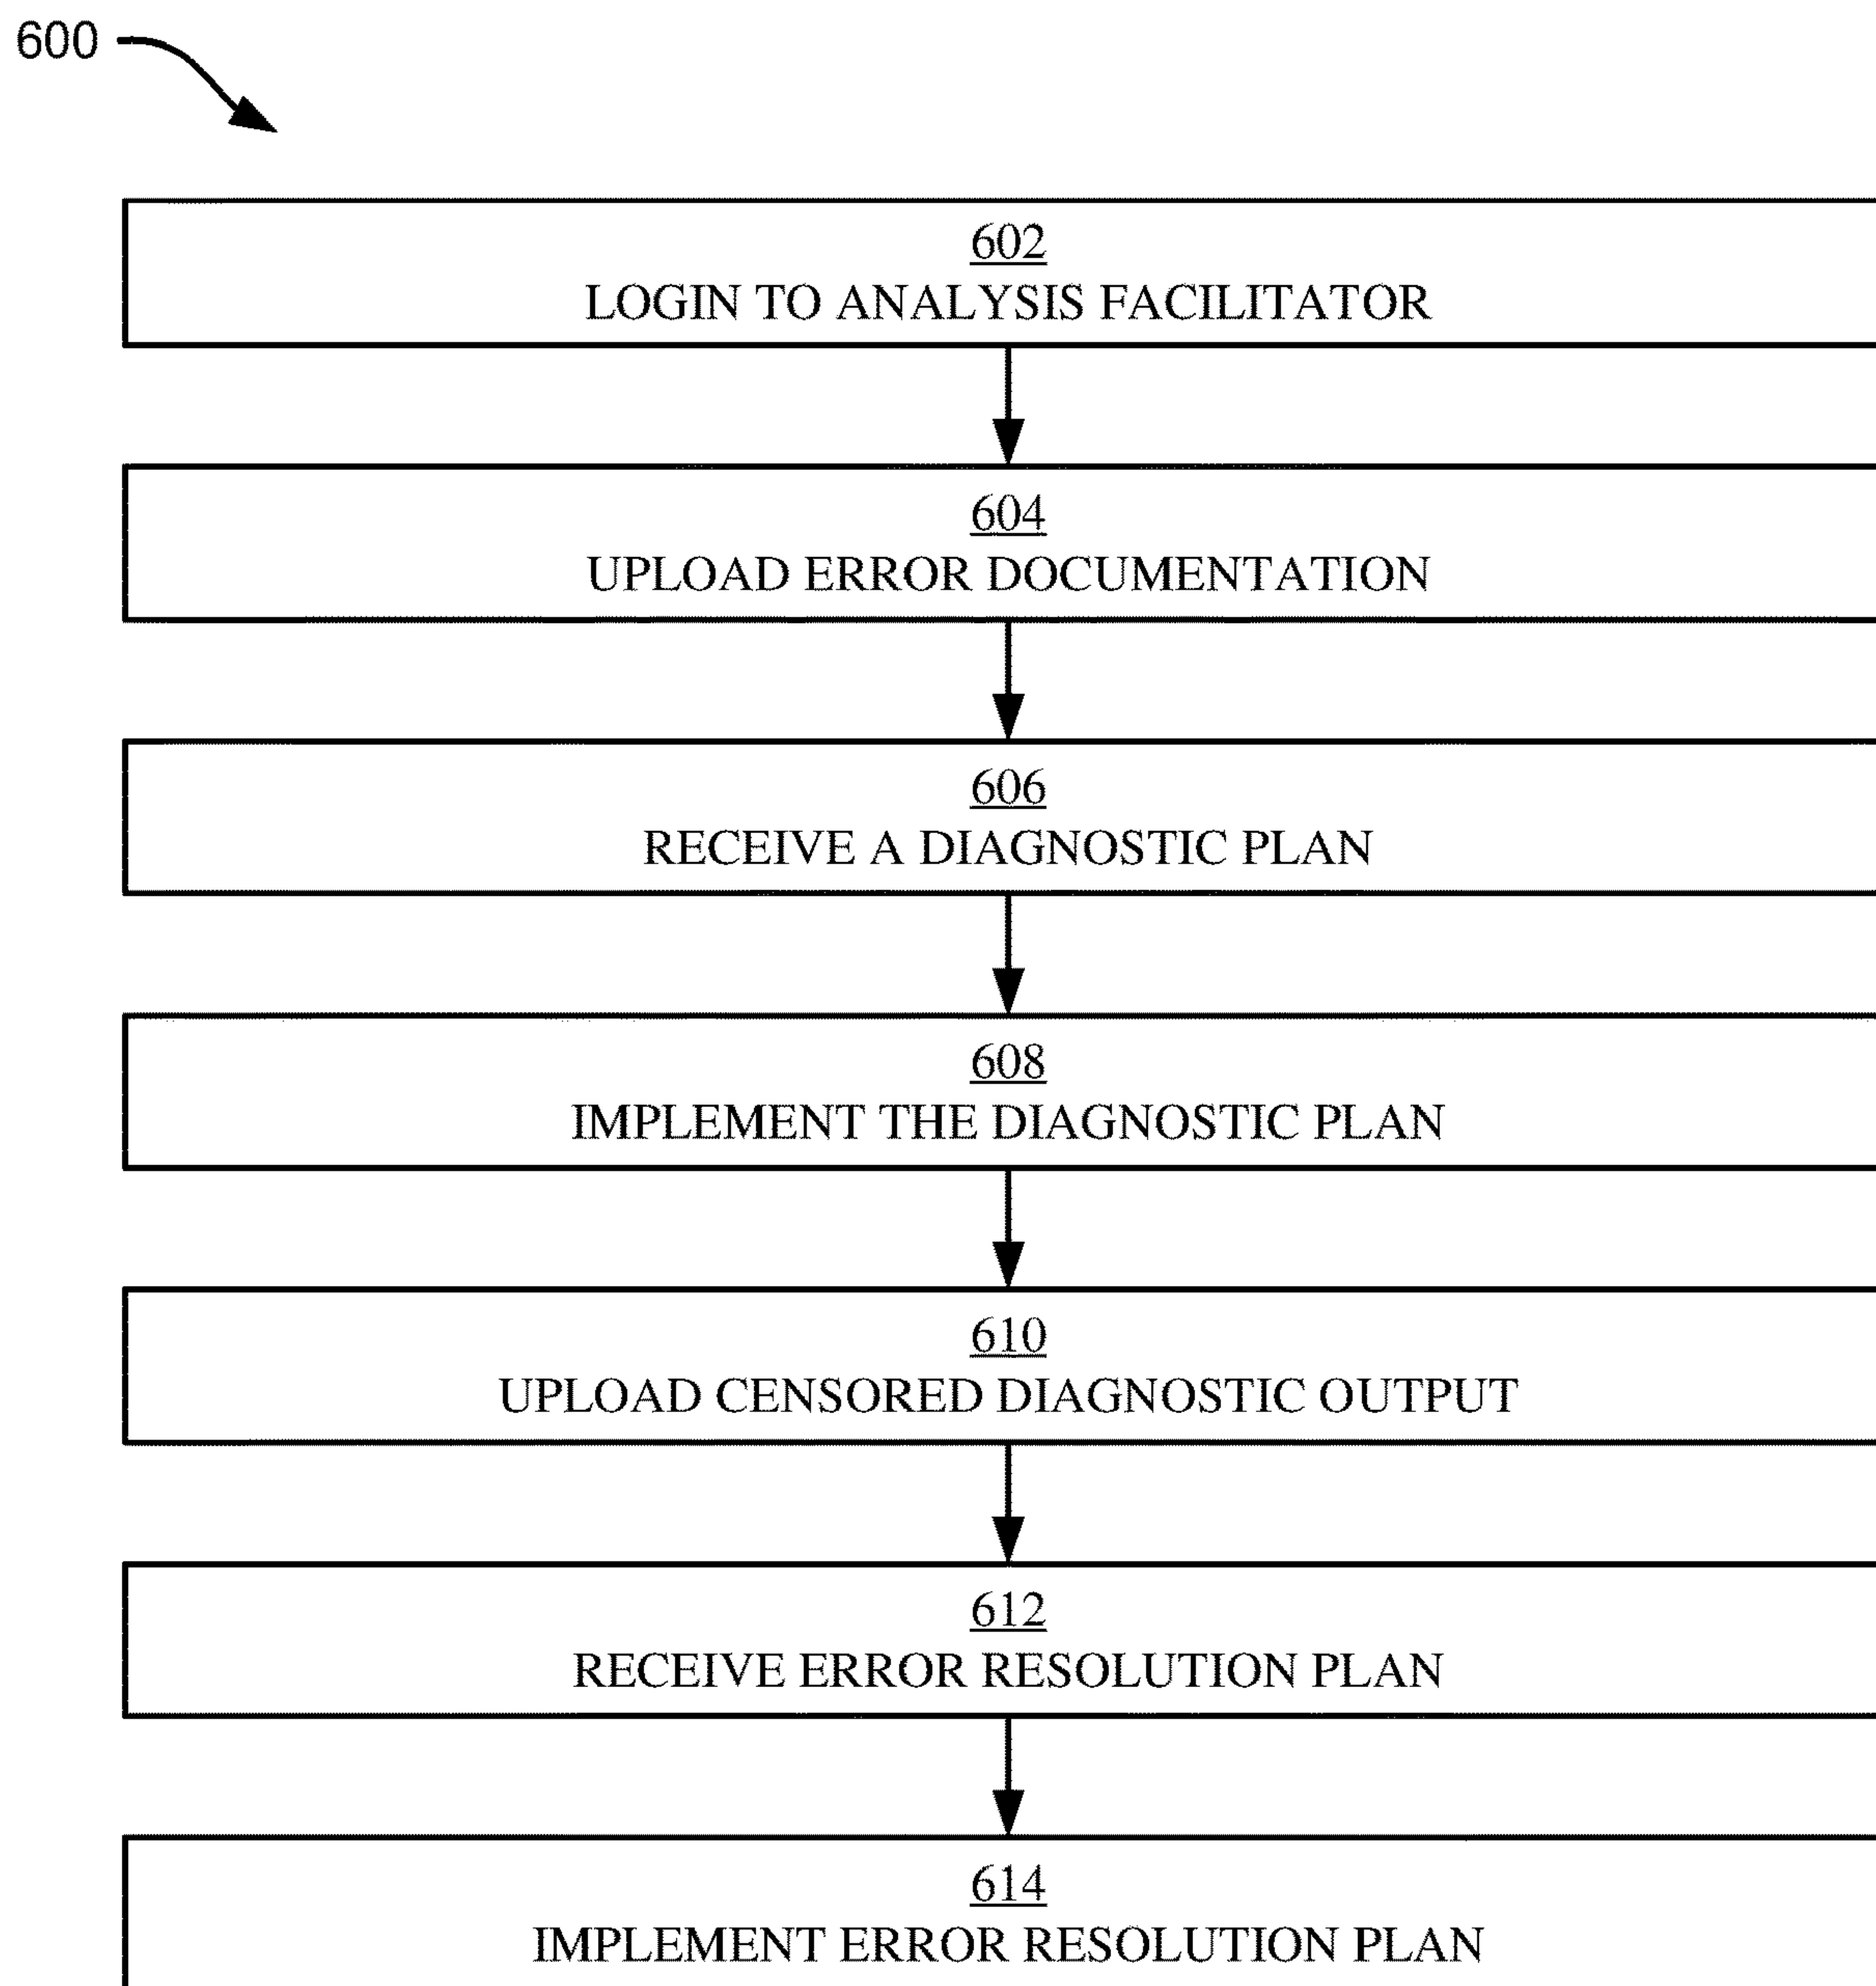 600
602
LOGIN TO ANALYSIS FACILITATOR
604
UPLOAD ERROR DOCUMENTATION
606
RECEIVE A DIAGNOSTIC PLAN
608
IMPLEMENT THE DIAGNOSTIC PLAN
610
UPLOAD CENSORED DIAGNOSTIC OUTPUT
612
RECEIVE ERROR RESOLUTION PLAN
614
IMPLEMENT ERROR RESOLUTION PLAN